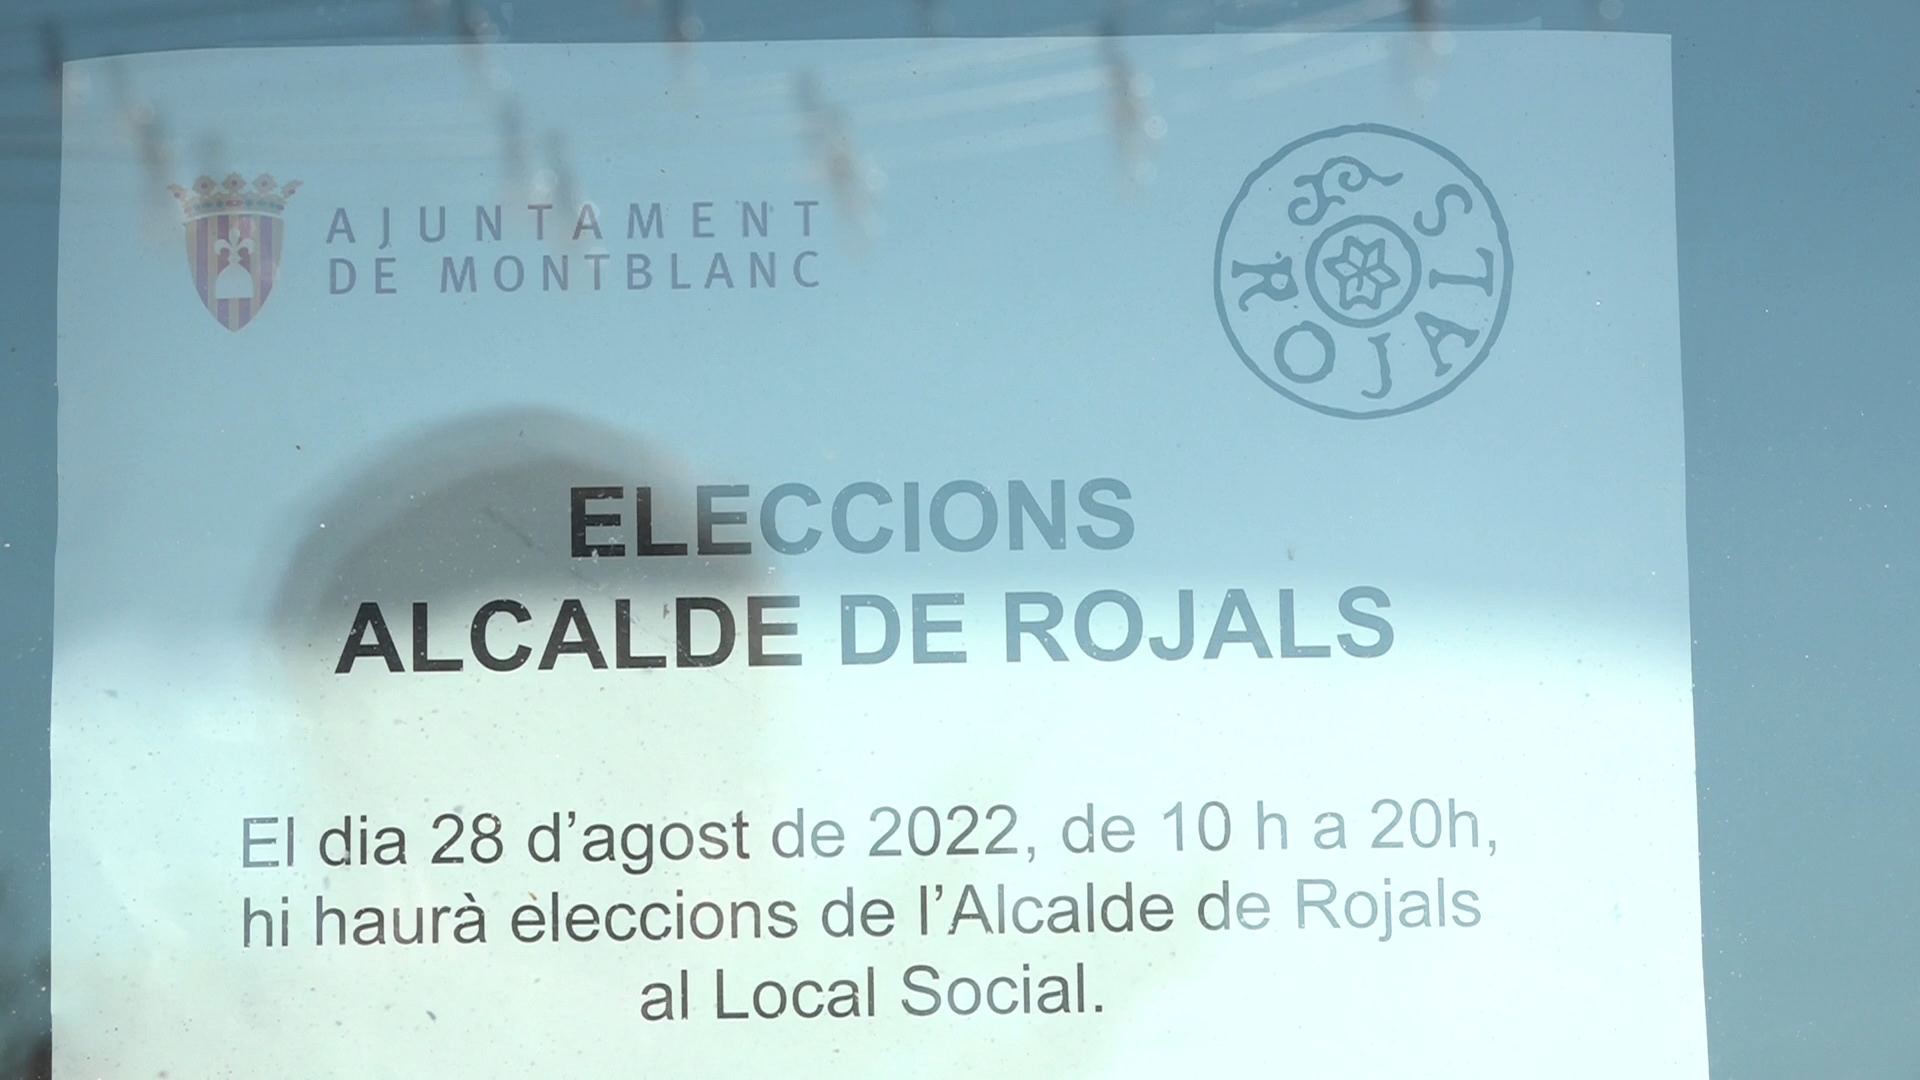 AJUNTAMENT
DE MONTBLANC
ROJA
ELECCIONS
ALCALDE DE ROJALS
El dia 28 d'agost de 2022, de 10 h a 20h,
hi haurà eleccions de l'Alcalde de Rojals
al Local Social.